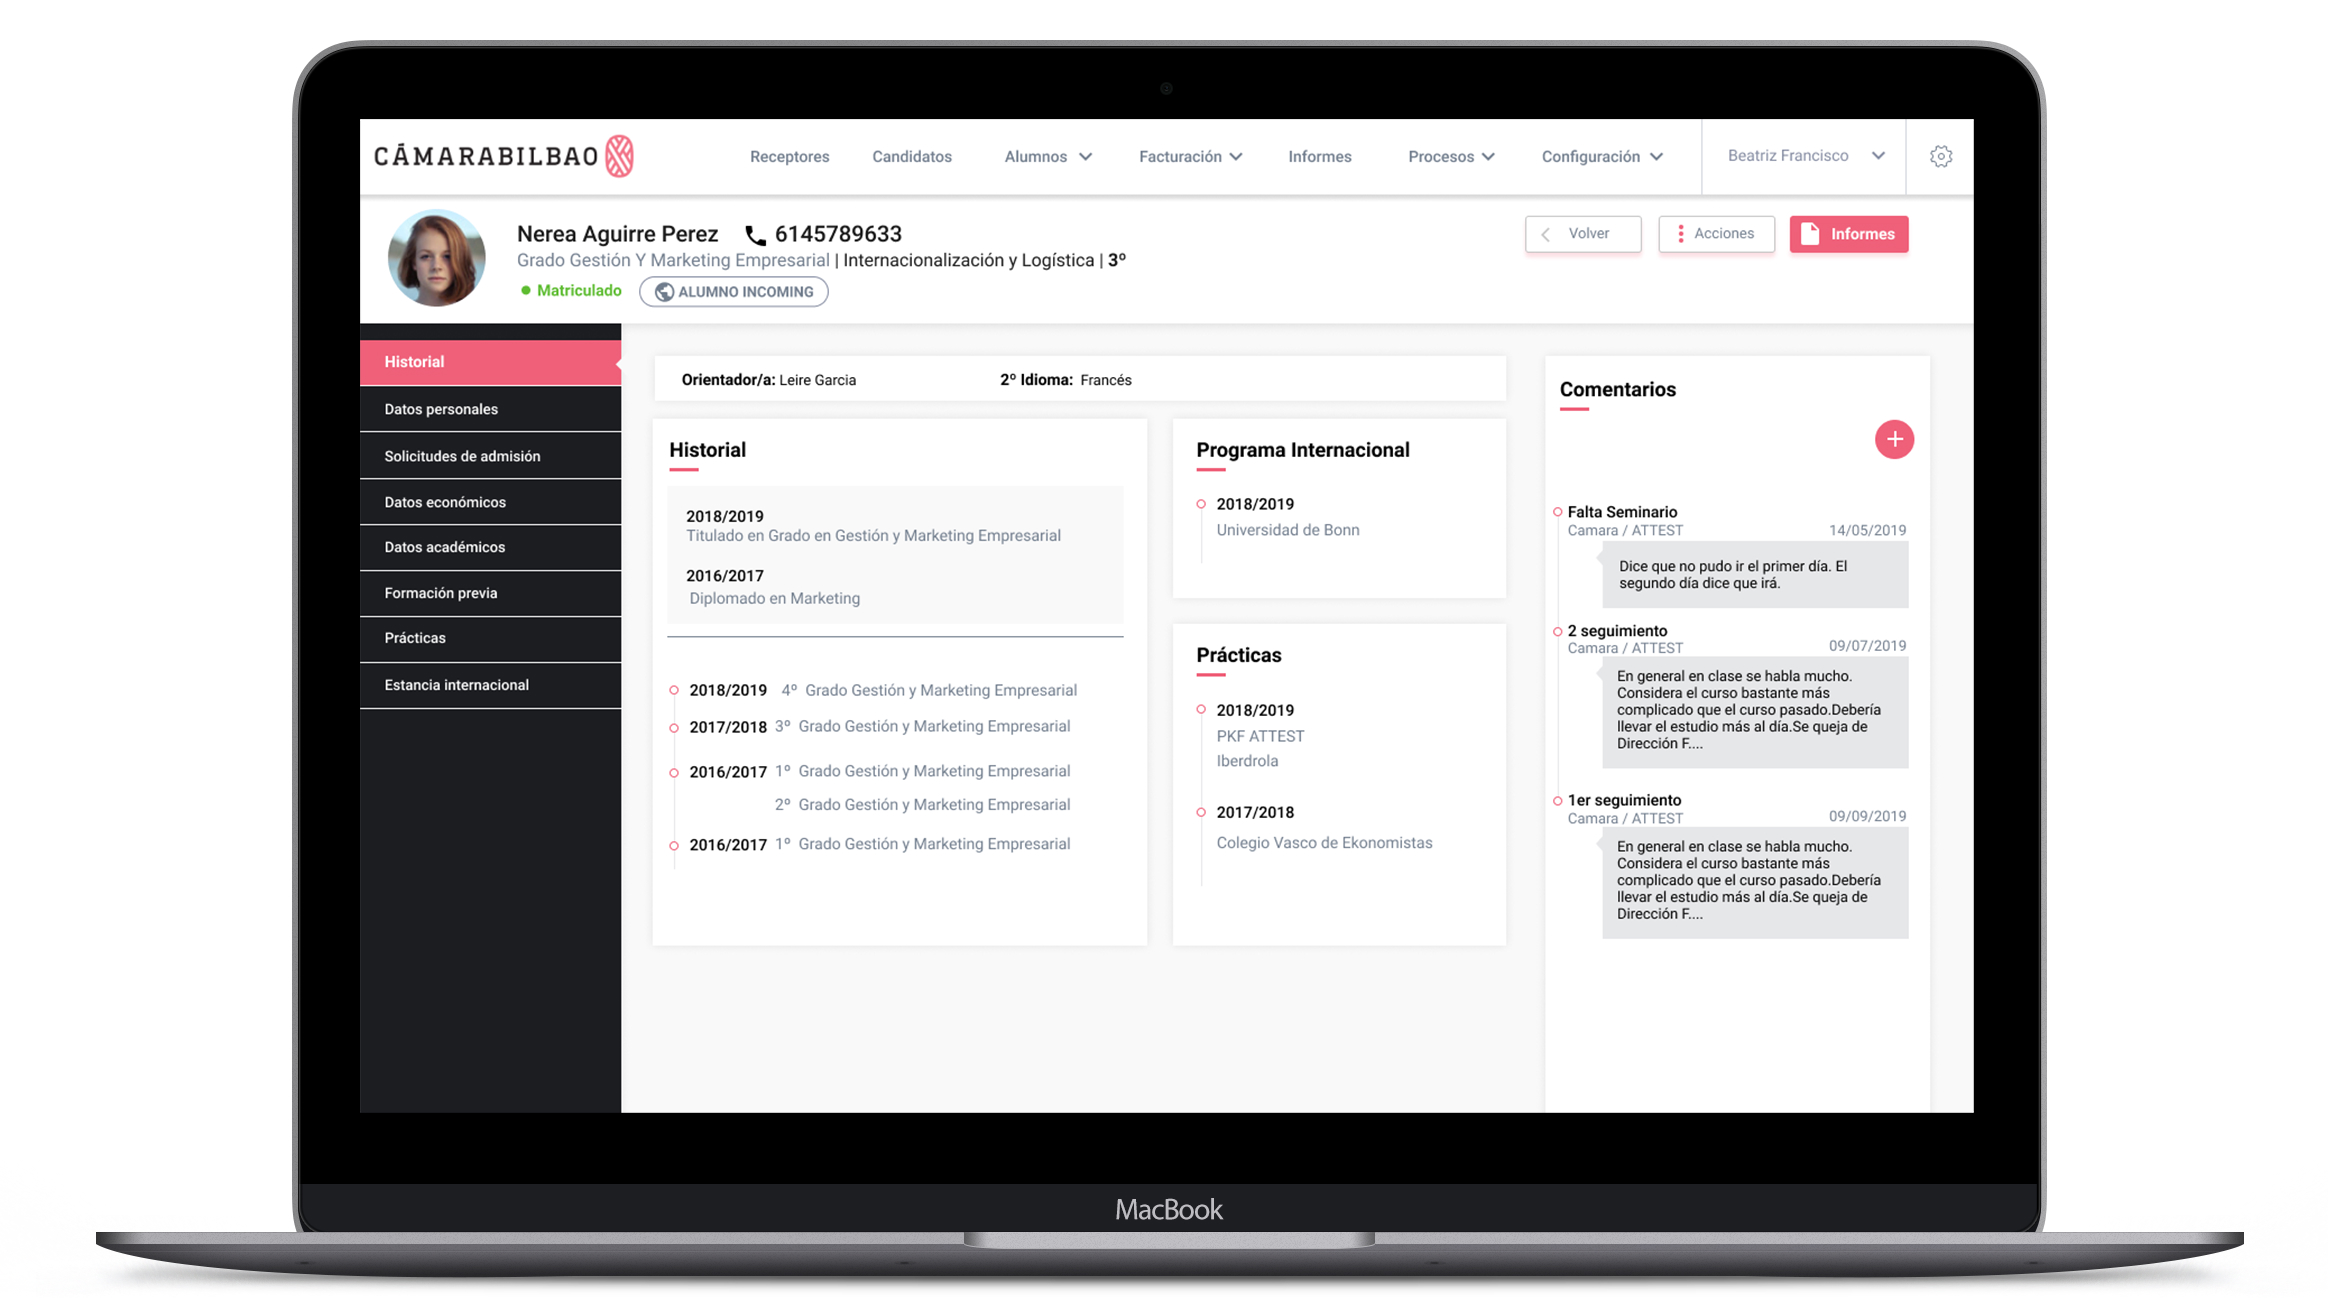 CÁMARABILBAO
Receptores Candidatos Alumnos Facturación Informes Procesos Configuración Beatriz Francisco
Nerea Aguirre Perez 6145789633
Grado Gestión Y Marketing Empresarial | Internacionalización y Logística | 3º
Matriculado ALUMNO INCOMING
Volver Acciones Informes
Historial
Datos personales
Solicitudes de admisión
Datos económicos
Datos académicos
Formación previa
Prácticas
Estancia internacional
Orientador/a: Leire Garcia 2º Idioma: Francés
Historial
2018/2019
Titulado en Grado en Gestión y Marketing Empresarial
2016/2017
Diplomado en Marketing
2018/2019 4º Grado Gestión y Marketing Empresarial
2017/2018 3º Grado Gestión y Marketing Empresarial
2016/2017 1º Grado Gestión y Marketing Empresarial
2º Grado Gestión y Marketing Empresarial
2016/2017 1º Grado Gestión y Marketing Empresarial
Programa Internacional
2018/2019
Universidad de Bonn
Prácticas
2018/2019
PKF ATTEST
Iberdrola
2017/2018
Colegio Vasco de Ekonomistas
Comentarios
Falta Seminario
Camara / ATTEST 14/05/2019
Dice que no pudo ir el primer día. El
segundo día dice que irá.
2 seguimiento
Camara / ATTEST 09/07/2019
En general en clase se habla mucho.
Considera el curso bastante más
complicado que el curso pasado.Debería
llevar el estudio más al día.Se queja de
Dirección F....
1er seguimiento
Camara / ATTEST 09/09/2019
En general en clase se habla mucho.
Considera el curso bastante más
complicado que el curso pasado.Debería
llevar el estudio más al día.Se queja de
Dirección F....
MacBook